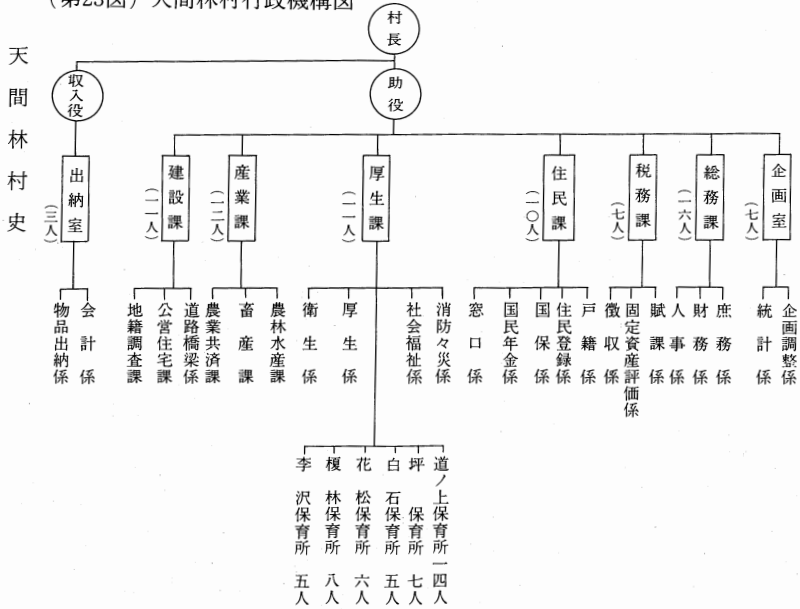 (第23図) 天間林村行政機構図
天間林村史
村長
助役
収入役
企画室
(七人)
総務課
(一六人)
税務課
(七人)
住民課
(一〇人)
厚生課
(一一人)
産業課
(一二人)
建設課
(一一人)
出納室
(三人)
企画調整係
統計係
庶務係
財務係
人事係
賦課係
固定資産評価係
徴収係
戸籍係
住民登録係
国保係
国民年金係
窓口係
消防々災係
社会福祉係
厚生係
衛生係
農林水産課
畜産課
農業共済課
道路橋梁係
公営住宅課
地籍調査課
会計係
物品出納係
道ノ上保育所一四人
坪保育所七人
白石保育所五人
花松保育所六人
榎林保育所八人
李沢保育所五人